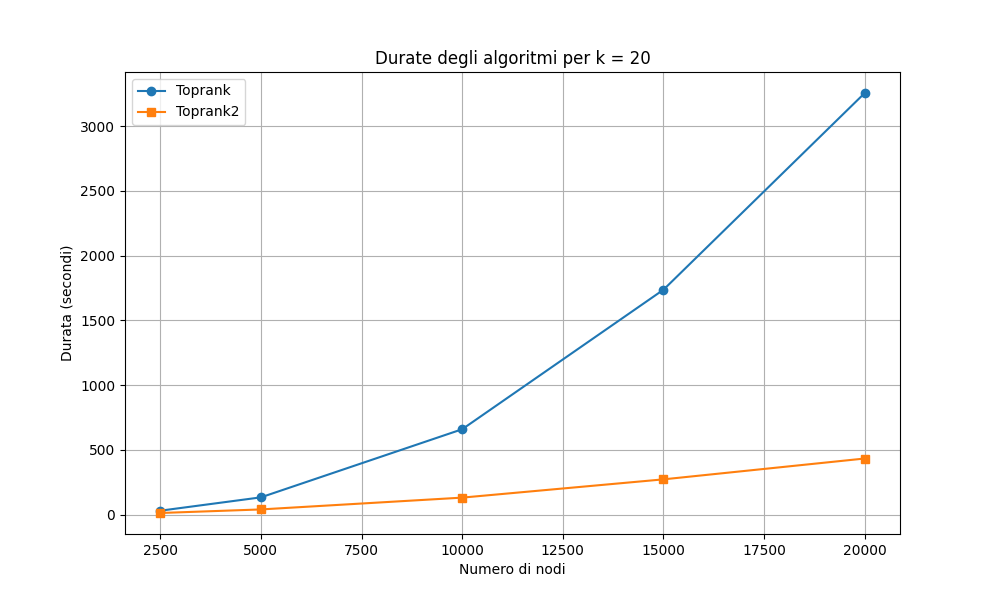 Durate degli algoritmi per k = 20
Toprank
Toprank2
Durata (secondi)
3000
2500
2000
1500
1000
500
0
2500 5000 7500 10000 12500 15000 17500 20000
Numero di nodi